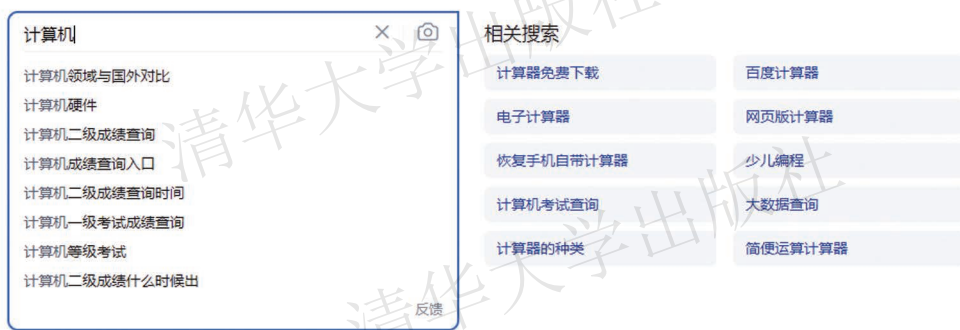 计算机
计算机领域与国外对比
计算机硬件
计算机二级成绩查询
计算机成绩查询入口
计算机二级成绩查询时间
计算机一级考试成绩查询
计算机等级考试
计算机二级成绩什么时候出
反馈
相关搜索
计算器免费下载 百度计算器
电子计算器 网页版计算器
恢复手机自带计算器 少儿编程
计算机考试查询 大数据查询
计算器的种类 简便运算计算器
清华大学出版社
清华大学出版社